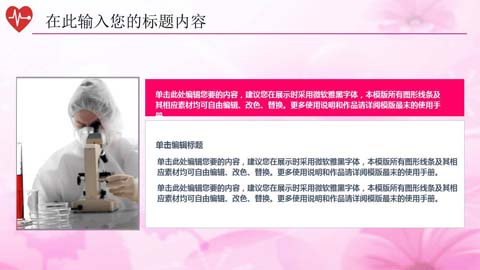 在此输入您的标题内容
单击此处编辑您要的内容，建议您在展示时采用微软雅黑字体，本模版所有图形线条及
其相应素材均可自由编辑、改色、替换。更多使用说明和作品请详阅模版最末的使用手
册。
单击编辑标题
单击此处编辑您要的内容，建议您在展示时采用微软雅黑字体，本模版所有图形线条及其相
应素材均可自由编辑、改色、替换。更多使用说明和作品请详阅模版最末的使用手册。
单击此处编辑您要的内容，建议您在展示时采用微软雅黑字体，本模版所有图形线条及其相
应素材均可自由编辑、改色、替换。更多使用说明和作品请详阅模版最末的使用手册。